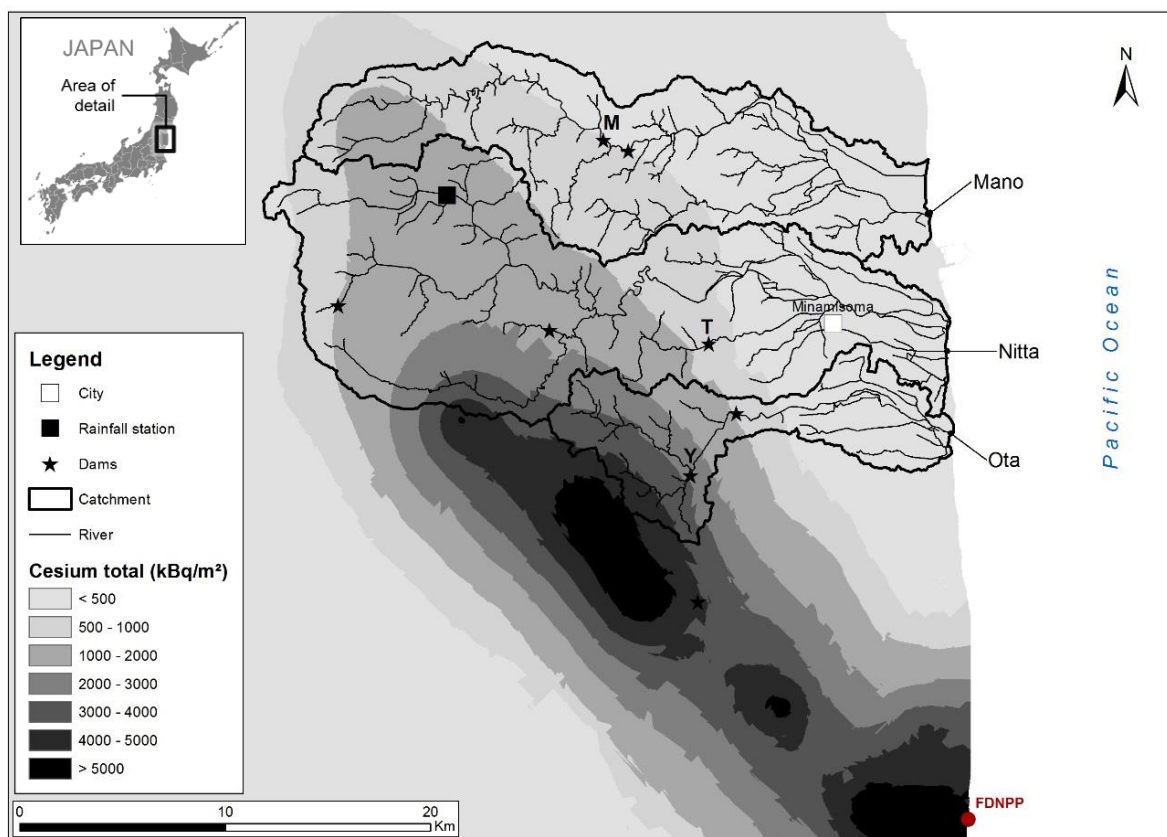 JAPAN
Area of
detail
N
M
Mano
Minamisoma
T
Nitta
Pacific Ocean
Y
Ota
Legend
City
Rainfall station
Dams
Catchment
River
Cesium total (kBq/m²)
< 500
500 - 1000
1000 - 2000
2000 - 3000
3000 - 4000
4000 - 5000
> 5000
FDNPP
0 10 20
Km